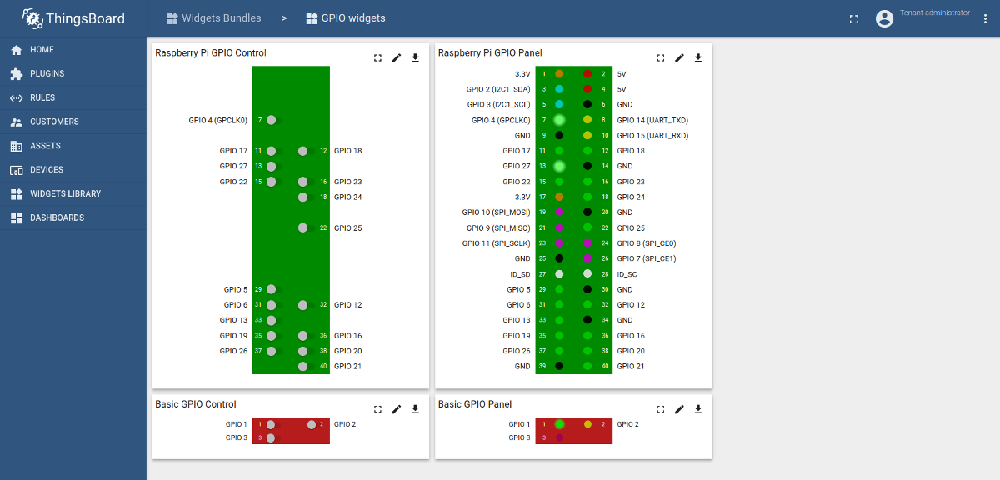 ThingsBoard
Widgets Bundles > GPIO widgets
Tenant administrator
HOME
PLUGINS
RULES
CUSTOMERS
ASSETS
DEVICES
WIDGETS LIBRARY
DASHBOARDS
Raspberry Pi GPIO Control
GPIO 4 (GPCLK0) 7
GPIO 17 11 12 GPIO 18
GPIO 27 13
GPIO 22 15 16 GPIO 23
18 GPIO 24
22 GPIO 25
GPIO 5 29
GPIO 6 31 32 GPIO 12
GPIO 13 33
GPIO 19 35 36 GPIO 16
GPIO 26 37 38 GPIO 20
40 GPIO 21
Raspberry Pi GPIO Panel
3.3V 1 2 5V
GPIO 2 (I2C1_SDA) 3 4 5V
GPIO 3 (I2C1_SCL) 5 6 GND
GPIO 4 (GPCLK0) 7 8 GPIO 14 (UART_TXD)
GND 9 10 GPIO 15 (UART_RXD)
GPIO 17 11 12 GPIO 18
GPIO 27 13 14 GND
GPIO 22 15 16 GPIO 23
3.3V 17 18 GPIO 24
GPIO 10 (SPI_MOSI) 19 20 GND
GPIO 9 (SPI_MISO) 21 22 GPIO 25
GPIO 11 (SPI_SCLK) 23 24 GPIO 8 (SPI_CE0)
GND 25 26 GPIO 7 (SPI_CE1)
ID_SD 27 28 ID_SC
GPIO 5 29 30 GND
GPIO 6 31 32 GPIO 12
GPIO 13 33 34 GND
GPIO 19 35 36 GPIO 16
GPIO 26 37 38 GPIO 20
GND 39 40 GPIO 21
Basic GPIO Control
GPIO 1 1 2 GPIO 2
GPIO 3 3
Basic GPIO Panel
GPIO 1 1 2 GPIO 2
GPIO 3 3